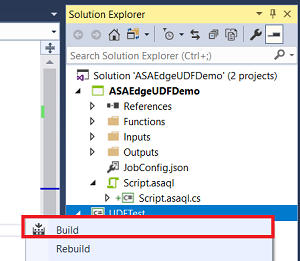 Solution Explorer
Search Solution Explorer (Ctrl+;)
Solution 'ASAEdgeUDFDemo' (2 projects)
ASAEdgeUDFDemo
References
Functions
Inputs
Outputs
JobConfig.json
Script.asaql
Script.asaql.cs
UDFTest
Build
Rebuild